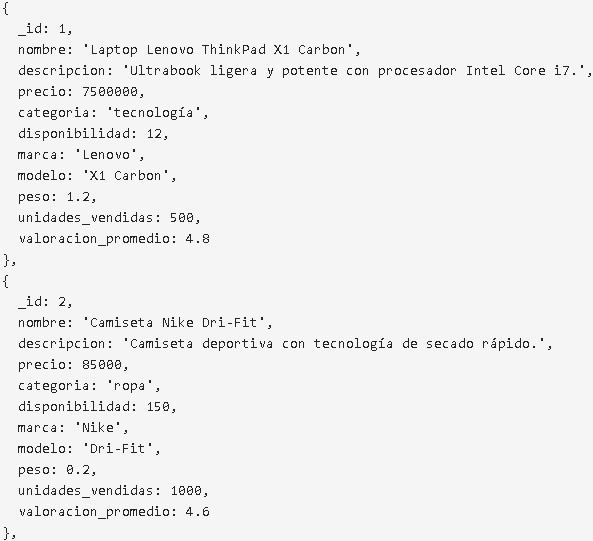 {
_id: 1,
nombre: 'Laptop Lenovo ThinkPad X1 Carbon',
descripcion: 'Ultrabook ligera y potente con procesador Intel Core i7.',
precio: 7500000,
categoria: 'tecnología',
disponibilidad: 12,
marca: 'Lenovo',
modelo: 'X1 Carbon',
peso: 1.2,
unidades_vendidas: 500,
valoracion_promedio: 4.8
},
{
_id: 2,
nombre: 'Camiseta Nike Dri-Fit',
descripcion: 'Camiseta deportiva con tecnología de secado rápido.',
precio: 85000,
categoria: 'ropa',
disponibilidad: 150,
marca: 'Nike',
modelo: 'Dri-Fit',
peso: 0.2,
unidades_vendidas: 1000,
valoracion_promedio: 4.6
},